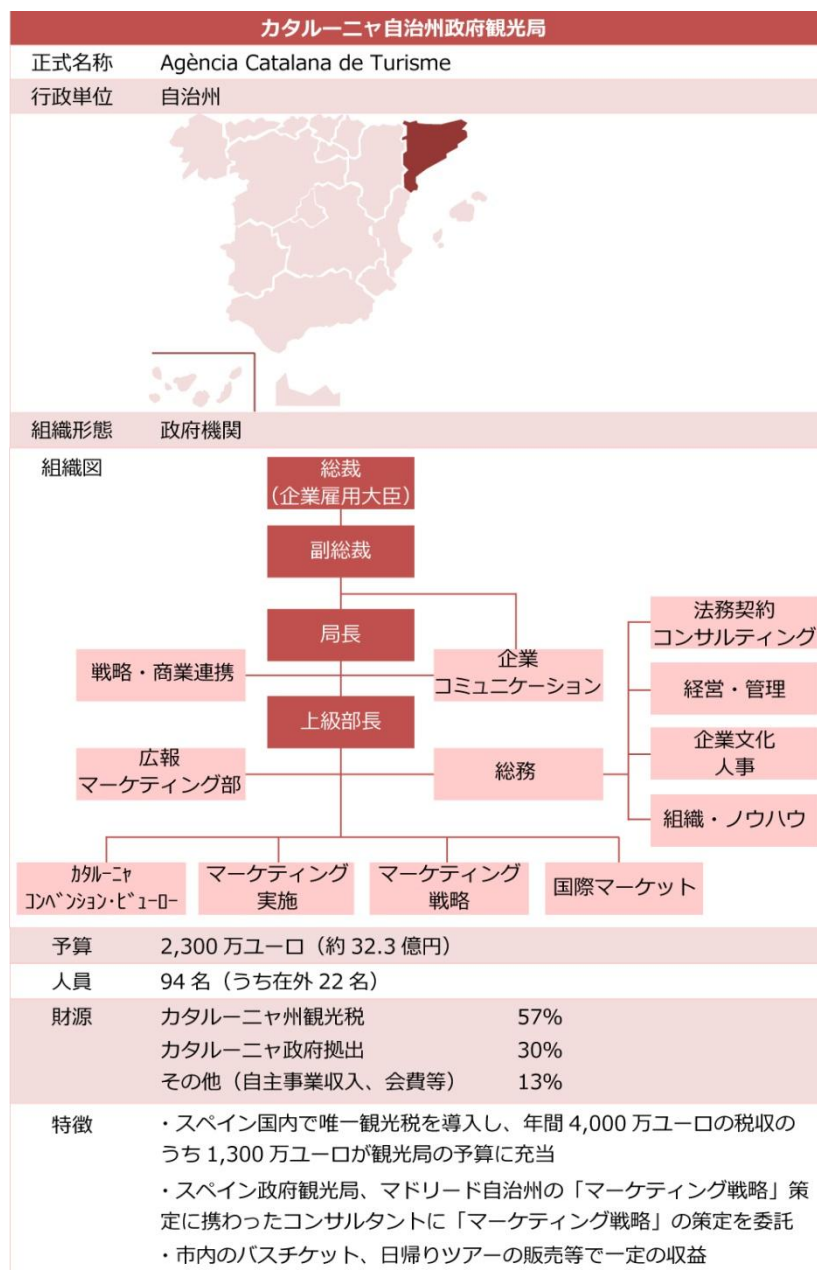 カタルーニャ自治州政府観光局
正式名称 Agència Catalana de Turisme
行政単位 自治州
組織形態 政府機関
組織図
総裁
（企業雇用大臣）
副総裁
局長
戦略・商業連携
企業
コミュニケーション
上級部長
広報
マーケティング部
総務
法務契約
コンサルティング
経営・管理
企業文化
人事
組織・ノウハウ
ｶﾀﾙｰﾆｬ
ｺﾝﾍﾞﾝｼｮﾝ･ﾋﾞｭｰﾛｰ
マーケティング
実施
マーケティング
戦略
国際マーケット
予算 2,300 万ユーロ（約 32.3 億円）
人員 94 名（うち在外 22 名）
財源 カタルーニャ州観光税 57%
カタルーニャ政府拠出 30%
その他（自主事業収入、会費等） 13%
特徴 ・スペイン国内で唯一観光税を導入し、年間 4,000 万ユーロの税収の
うち 1,300 万ユーロが観光局の予算に充当
・スペイン政府観光局、マドリード自治州の「マーケティング戦略」策
定に携わったコンサルタントに「マーケティング戦略」の策定を委託
・市内のバスチケット、日帰りツアーの販売等で一定の収益